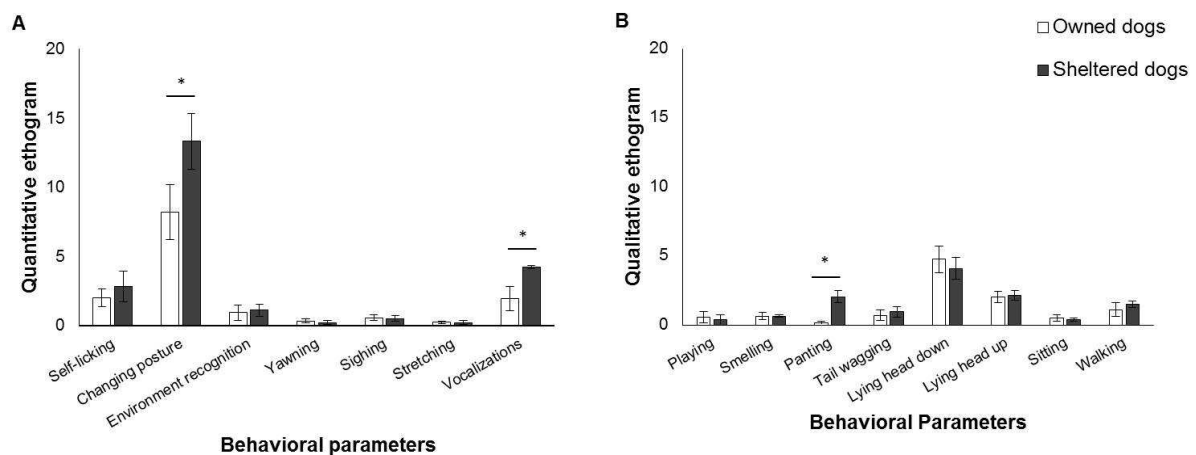 A
Quantitative ethogram
20
15
10
5
0
*
*
Self-licking
Changing posture
Environment recognition
Yawning
Sighing
Stretching
Vocalizations
Behavioral parameters
B
Qualitative ethogram
20
15
10
5
0
*
Playing
Smelling
Panting
Tail wagging
Lying head down
Lying head up
Sitting
Walking
Behavioral Parameters
Owned dogs
Sheltered dogs